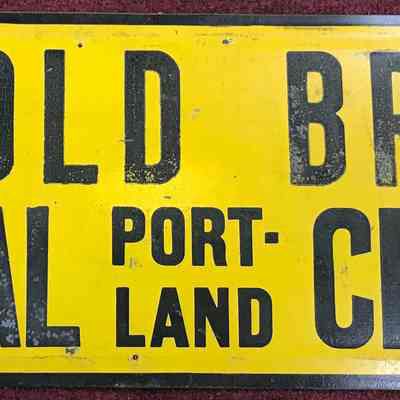 OLD BR
AL PORT-
LAND CE